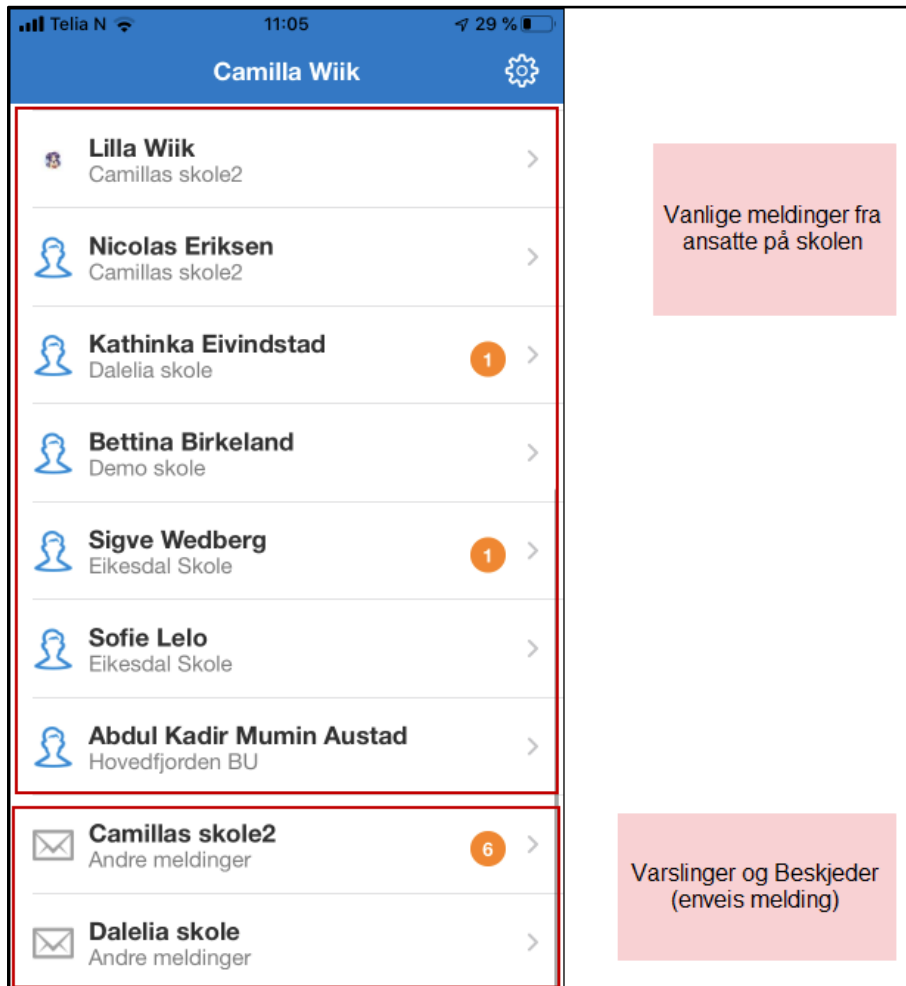 Telia N 11:05 29 %
Camilla Wiik
Lilla Wiik
Camillas skole2
Nicolas Eriksen
Camillas skole2
Kathinka Eivindstad
Dalelia skole
1
Bettina Birkeland
Demo skole
Sigve Wedberg
Eikesdal Skole
1
Sofie Lelo
Eikesdal Skole
Abdul Kadir Mumin Austad
Hovedfjorden BU
Camillas skole2
Andre meldinger
6
Dalelia skole
Andre meldinger
Vanlige meldinger fra
ansatte på skolen
Varslinger og Beskjeder
(enveis melding)